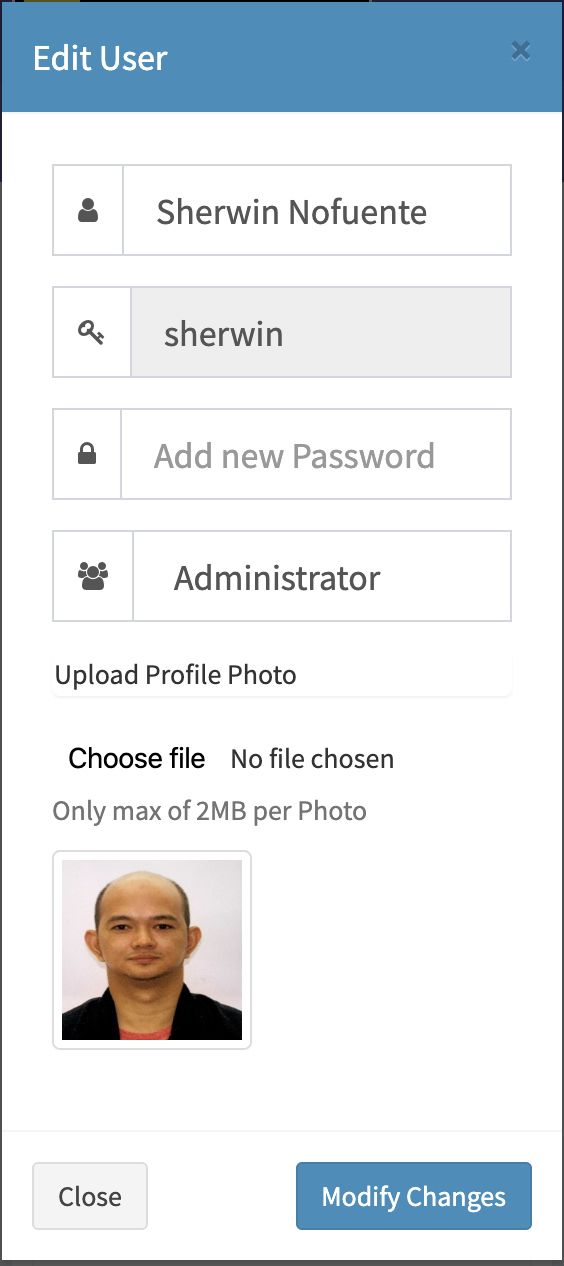 Edit User
×
Sherwin Nofuente
sherwin
Add new Password
Administrator
Upload Profile Photo
Choose file No file chosen
Only max of 2MB per Photo
Close Modify Changes